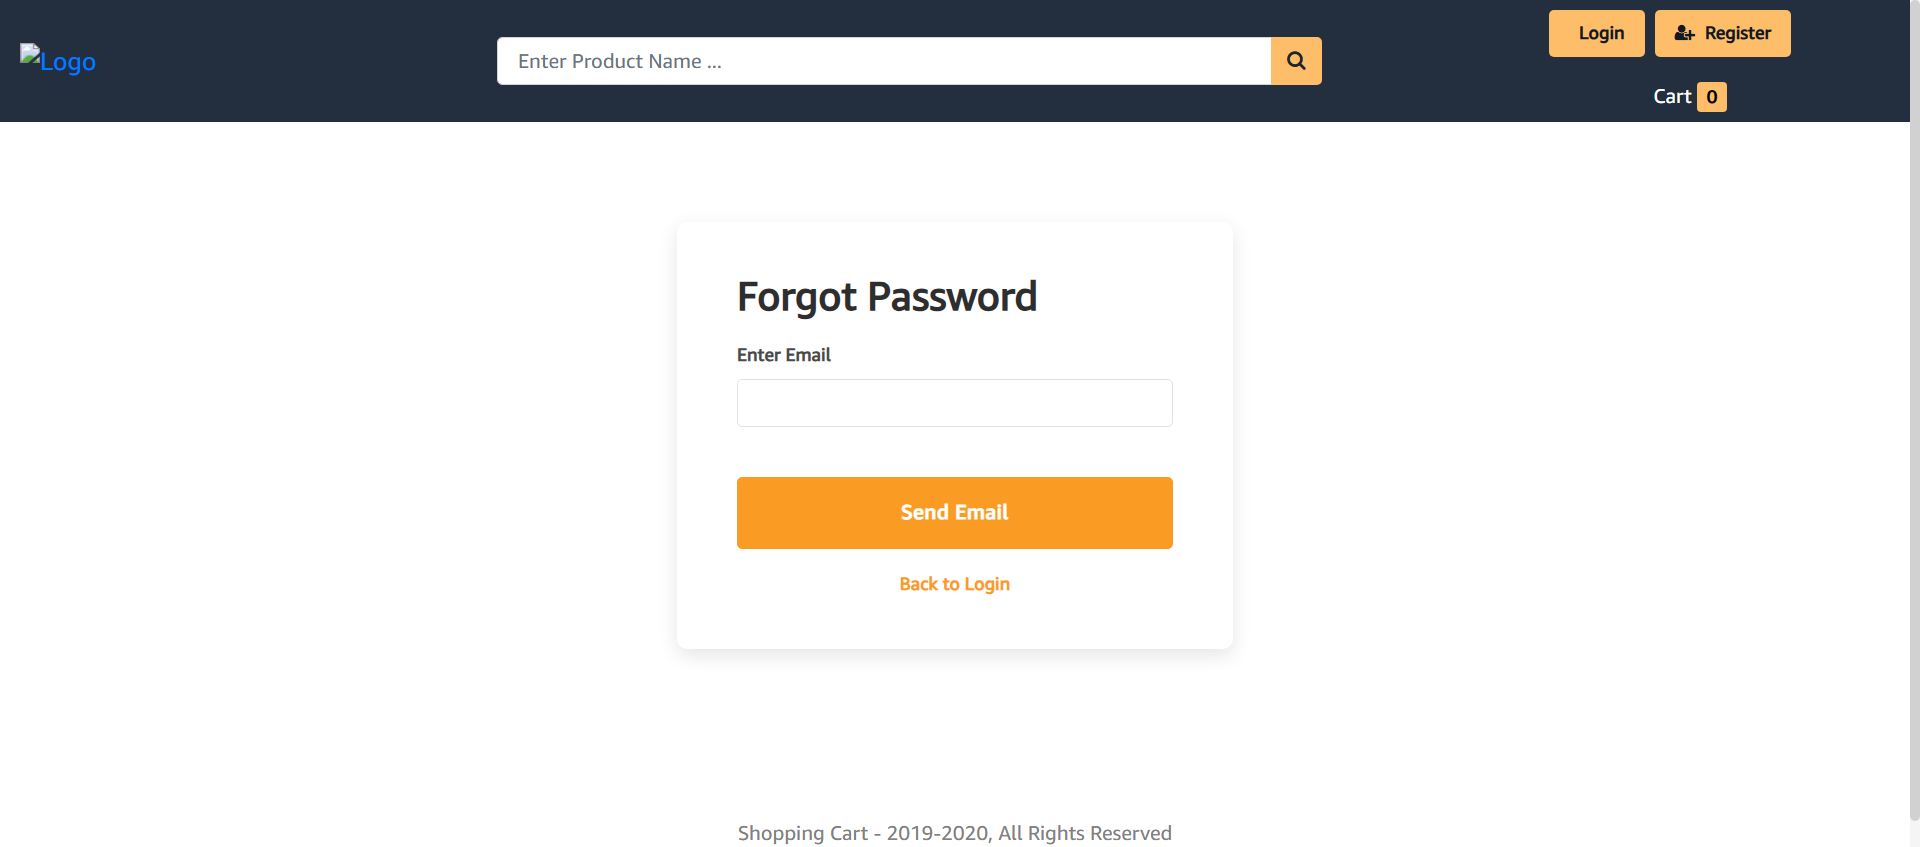 Logo
Enter Product Name ...
Login
Register
Cart 0
Forgot Password
Enter Email
Send Email
Back to Login
Shopping Cart - 2019-2020, All Rights Reserved